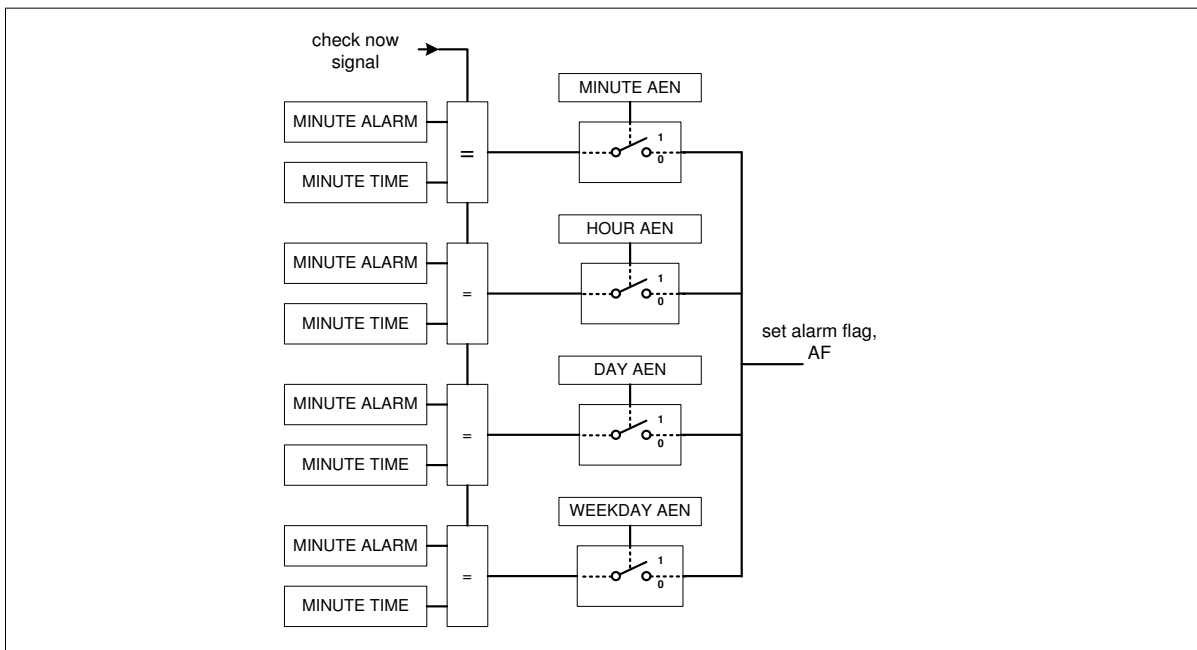 check now
signal
MINUTE AEN
MINUTE ALARM
1
=
0
MINUTE TIME
HOUR AEN
MINUTE ALARM
1
=
0
MINUTE TIME
set alarm flag,
AF
DAY AEN
MINUTE ALARM
1
=
0
MINUTE TIME
WEEKDAY AEN
MINUTE ALARM
1
=
0
MINUTE TIME